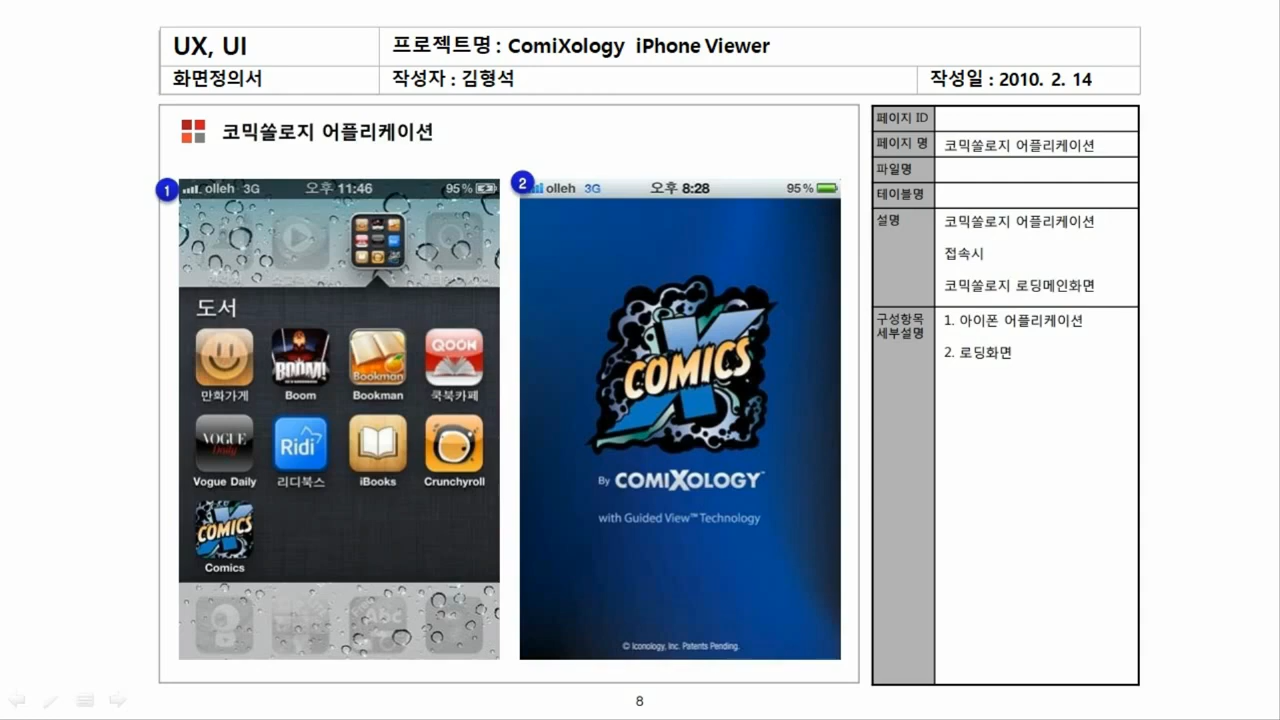 UX, UI
프로젝트명 : ComiXology iPhone Viewer
화면정의서
작성자 : 김형석
작성일 : 2010. 2. 14
코믹쏠로지 어플리케이션
1
olleh 3G
오후 11:46
95%
도서
만화가게
BOOM!
Boom
Bookman
Bookman
QOOK
쿡북카페
VOGUE
Daily
Vogue Daily
Ridi
리디북스
iBooks
Crunchyroll
COMICS
Comics
Abc
2
olleh 3G
오후 8:28
95%
COMICS
By COMIXOLOGY™
with Guided View™ Technology
© Iconology, Inc. Patents Pending.
페이지 ID
페이지 명
코믹쏠로지 어플리케이션
파일명
테이블명
설명
코믹쏠로지 어플리케이션
접속시
코믹쏠로지 로딩메인화면
구성항목
세부설명
1. 아이폰 어플리케이션
2. 로딩화면
8